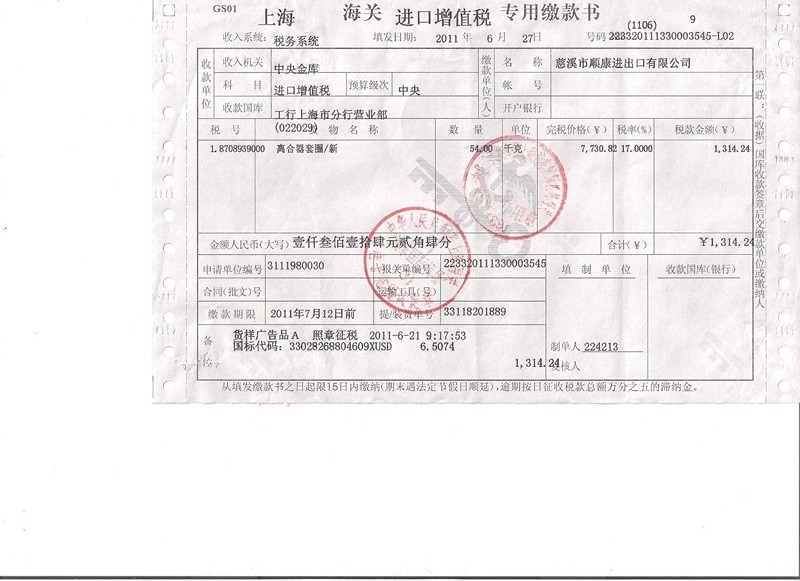 GS01
上海 海关 进口增值税 专用缴款书
(1106) 9
收入系统: 税务系统 填发日期: 2011 年 6 月 27日 号码 223320111330003545-L02
收款单位 收入机关 中央金库 缴款单位(人) 名称 慈溪市顺康进出口有限公司
科目 进口增值税 预算级次 中央 帐号
收款国库 工行上海市分行营业部 开户银行
(022029)
税号 货物名称 数量 单位 完税价格(¥) 税率(%) 税款金额(¥)
1.8708939000 离合器套圈/新 54.00 千克 7,730.82 17.0000 1,314.24
金额人民币(大写) 壹仟叁佰壹拾肆元贰角肆分 合计(¥) ¥1,314.24
申请单位编号 3111980030 报关单编号 223320111330003545 填制单位 收款国库(银行)
合同(批文)号 运输工具(号)
缴款期限 2011年7月12日前 提/装货单号 33118201889
备 货样广告品A 照章征税 2011-6-21 9:17:53
国标代码: 33028268804609XUSD 6.5074
制单人 224213
1,314.24 复核人
从填发缴款书之日起限15日内缴纳(期末遇法定节假日顺延),逾期按日征收税款总额万分之五的滞纳金。
第一联:(收据)国库收款签章后交缴款单位或缴纳人